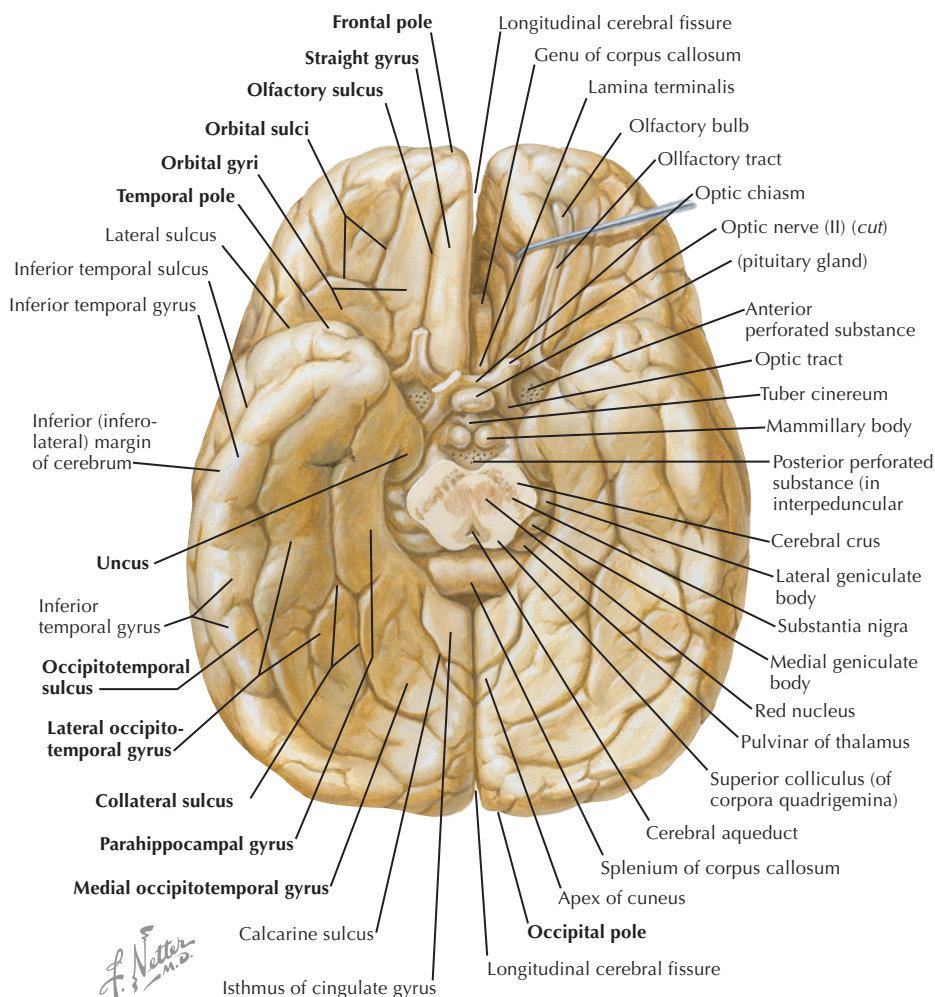 Frontal pole
Straight gyrus
Olfactory sulcus
Orbital sulci
Orbital gyri
Temporal pole
Lateral sulcus
Inferior temporal sulcus
Inferior temporal gyrus
Inferior (infero-
lateral) margin
of cerebrum
Uncus
Inferior
temporal gyrus
Occipitotemporal
sulcus
Lateral occipito-
temporal gyrus
Collateral sulcus
Parahippocampal gyrus
Medial occipitotemporal gyrus
Calcarine sulcus
Isthmus of cingulate gyrus
Longitudinal cerebral fissure
Genu of corpus callosum
Lamina terminalis
Olfactory bulb
Ollfactory tract
Optic chiasm
Optic nerve (II) (cut)
(pituitary gland)
Anterior
perforated substance
Optic tract
Tuber cinereum
Mammillary body
Posterior perforated
substance (in
interpeduncular
Cerebral crus
Lateral geniculate
body
Substantia nigra
Medial geniculate
body
Red nucleus
Pulvinar of thalamus
Superior colliculus (of
corpora quadrigemina)
Cerebral aqueduct
Splenium of corpus callosum
Apex of cuneus
Occipital pole
Longitudinal cerebral fissure
F. Netter
M.D.